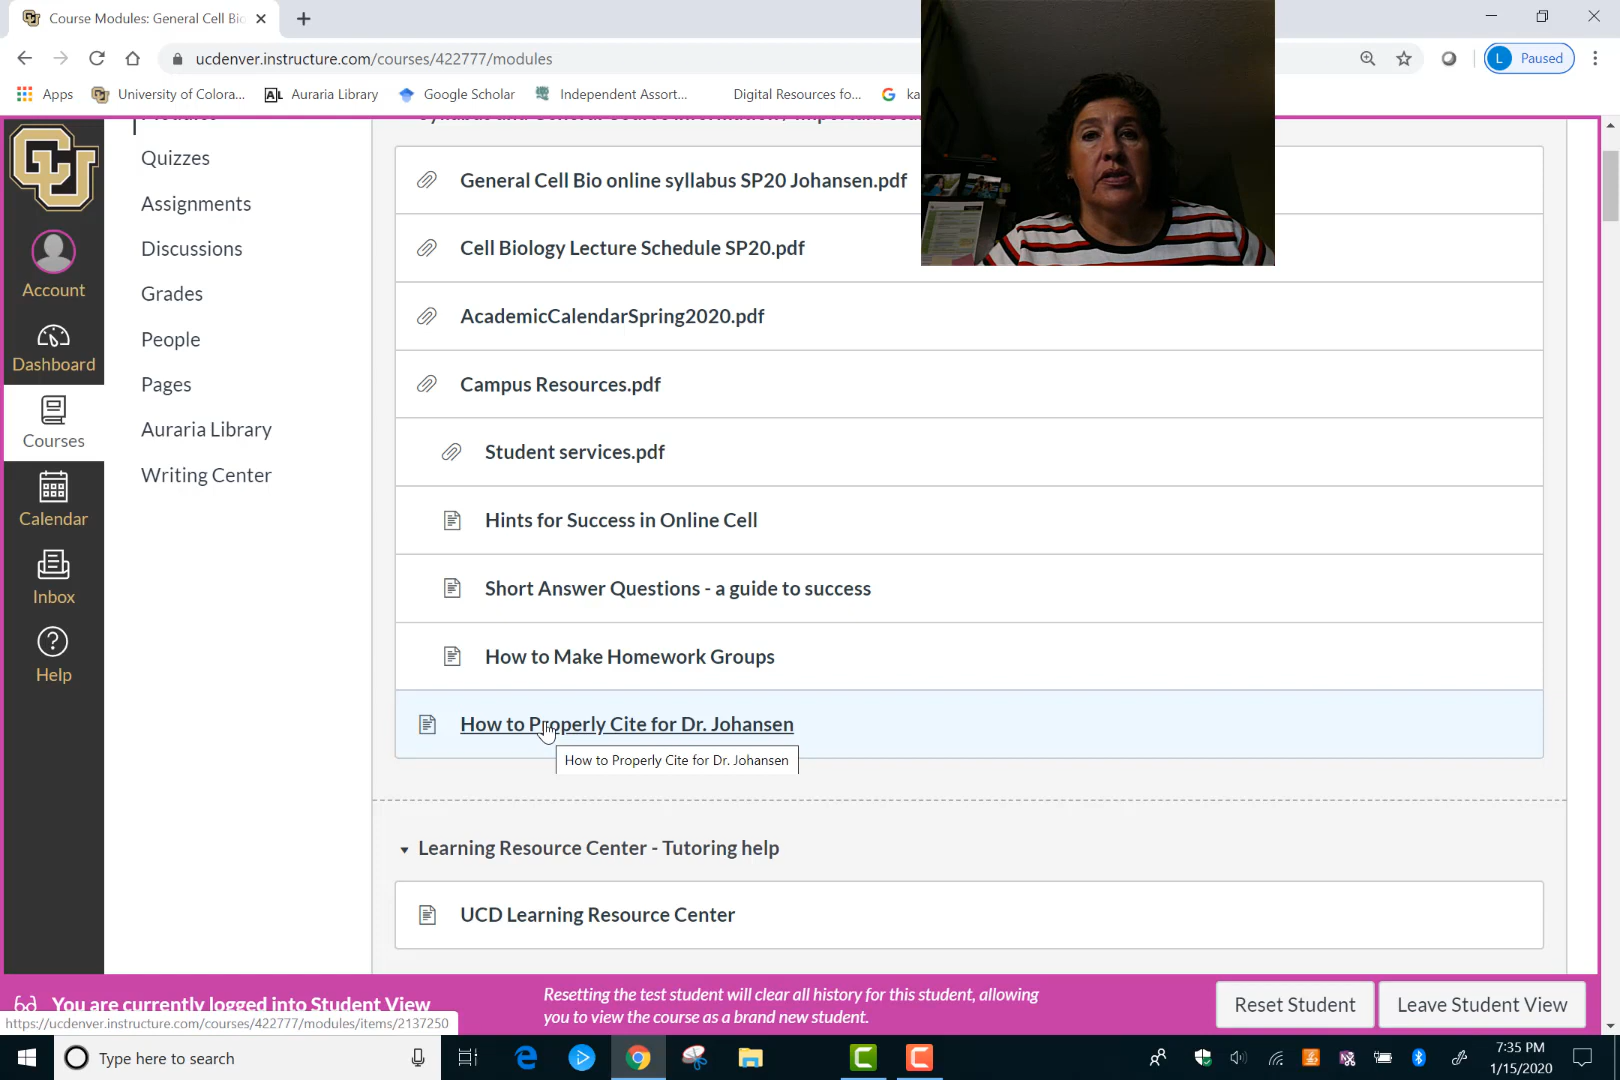 Course Modules: General Cell Bio
ucdenver.instructure.com/courses/422777/modules
L Paused
Apps
University of Colora...
AL Auraria Library
Google Scholar
Independent Assort...
Digital Resources fo...
G ka
CU
Account
Dashboard
Courses
Calendar
Inbox
Help
Quizzes
Assignments
Discussions
Grades
People
Pages
Auraria Library
Writing Center
General Cell Bio online syllabus SP20 Johansen.pdf
Cell Biology Lecture Schedule SP20.pdf
AcademicCalendarSpring2020.pdf
Campus Resources.pdf
Student services.pdf
Hints for Success in Online Cell
Short Answer Questions - a guide to success
How to Make Homework Groups
How to Properly Cite for Dr. Johansen
How to Properly Cite for Dr. Johansen
Learning Resource Center - Tutoring help
UCD Learning Resource Center
You are currently logged into Student View
Resetting the test student will clear all history for this student, allowing
you to view the course as a brand new student.
Reset Student
Leave Student View
https://ucdenver.instructure.com/courses/422777/modules/items/2137250
Type here to search
7:35 PM
1/15/2020